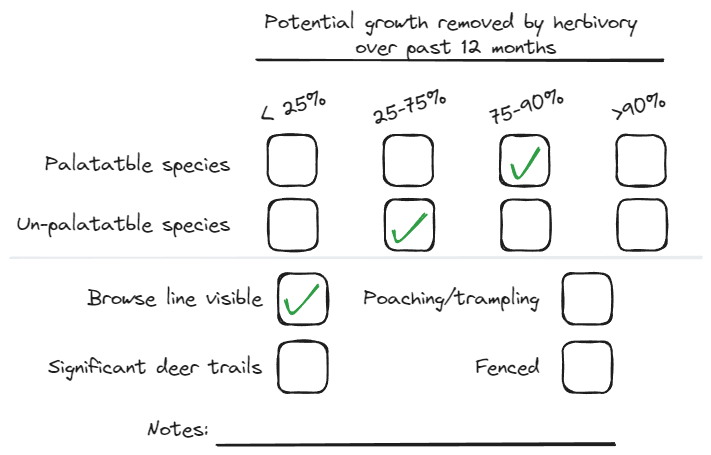 Potential growth removed by herbivory
over past 12 months
< 25% 25-75% 75-90% >90%
Palatatble species
Un-palatatble species
Browse line visible Poaching/trampling
Significant deer trails Fenced
Notes: